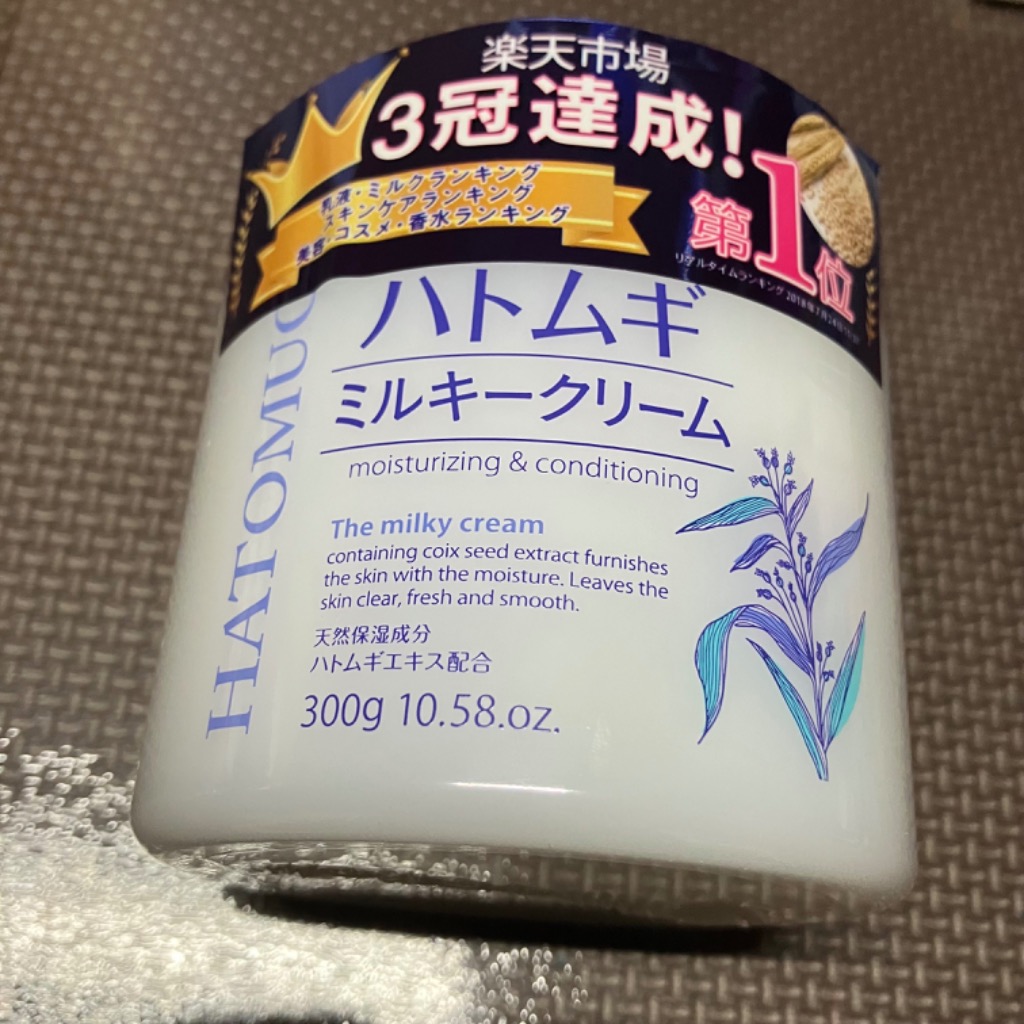 楽天市場
3冠達成!
乳液・ミルクランキング
スキンケアランキング
美容・コスメ・香水ランキング
第1位
リアルタイムランキング
HATOMUG
ハトムギ
ミルキークリーム
moisturizing & conditioning
The milky cream
containing coix seed extract furnishes
the skin with the moisture. Leaves the
skin clear, fresh and smooth.
天然保湿成分
ハトムギエキス配合
300g 10.58.oz.